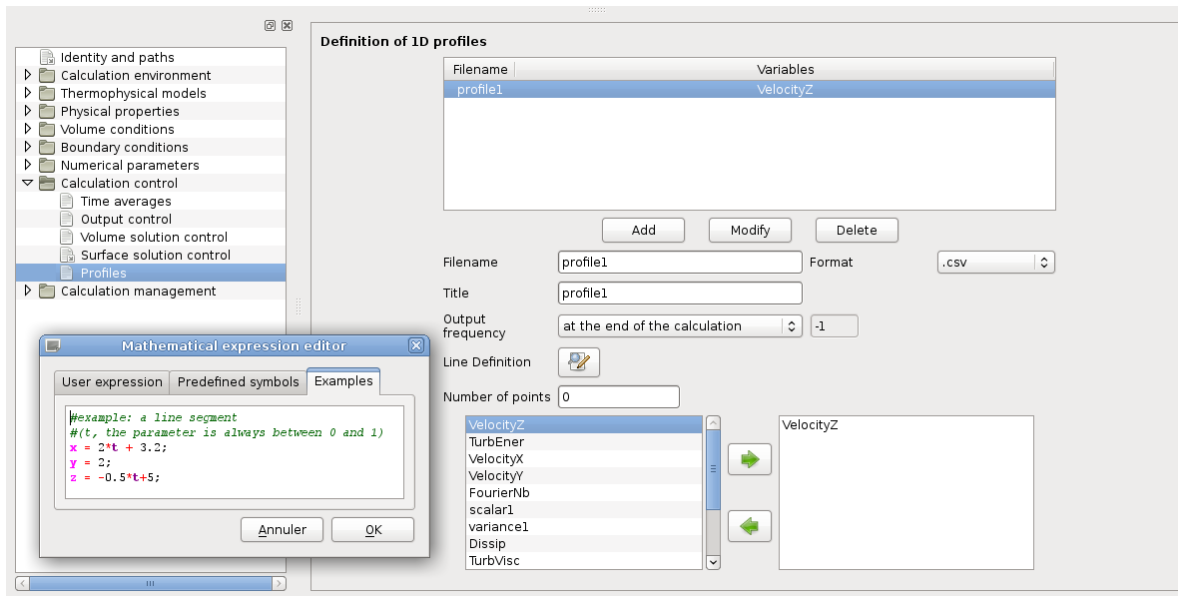 Definition of 1D profiles
Identity and paths
Calculation environment
Thermophysical models
Physical properties
Volume conditions
Boundary conditions
Numerical parameters
Calculation control
Time averages
Output control
Volume solution control
Surface solution control
Profiles
Calculation management
Filename Variables
profile1 VelocityZ
Add Modify Delete
Filename profile1 Format .csv
Title profile1
Output
frequency
at the end of the calculation -1
Line Definition
Number of points 0
VelocityZ
TurbEner
VelocityX
VelocityY
FourierNb
scalar1
variance1
Dissip
TurbVisc
VelocityZ
Mathematical expression editor
User expression Predefined symbols Examples
#example: a line segment
#(t, the parameter is always between 0 and 1)
x = 2*t + 3.2;
y = 2;
z = -0.5*t+5;
Annuler OK